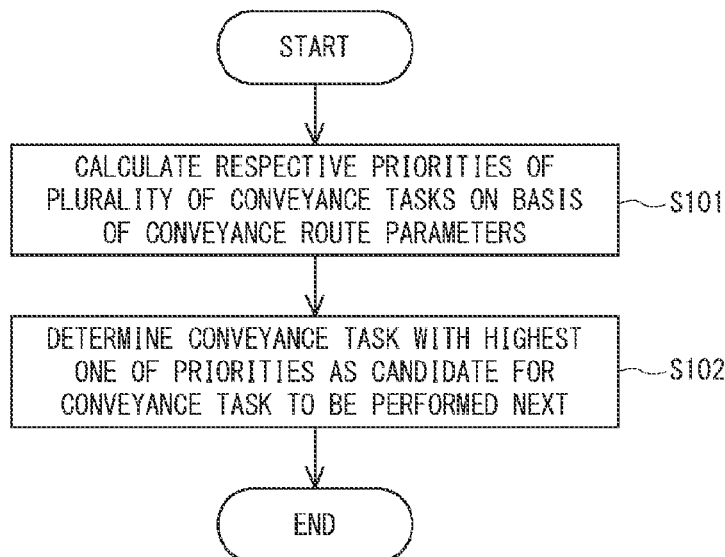 START
CALCULATE RESPECTIVE PRIORITIES OF
PLURALITY OF CONVEYANCE TASKS ON BASIS
OF CONVEYANCE ROUTE PARAMETERS
S101
DETERMINE CONVEYANCE TASK WITH HIGHEST
ONE OF PRIORITIES AS CANDIDATE FOR
CONVEYANCE TASK TO BE PERFORMED NEXT
S102
END